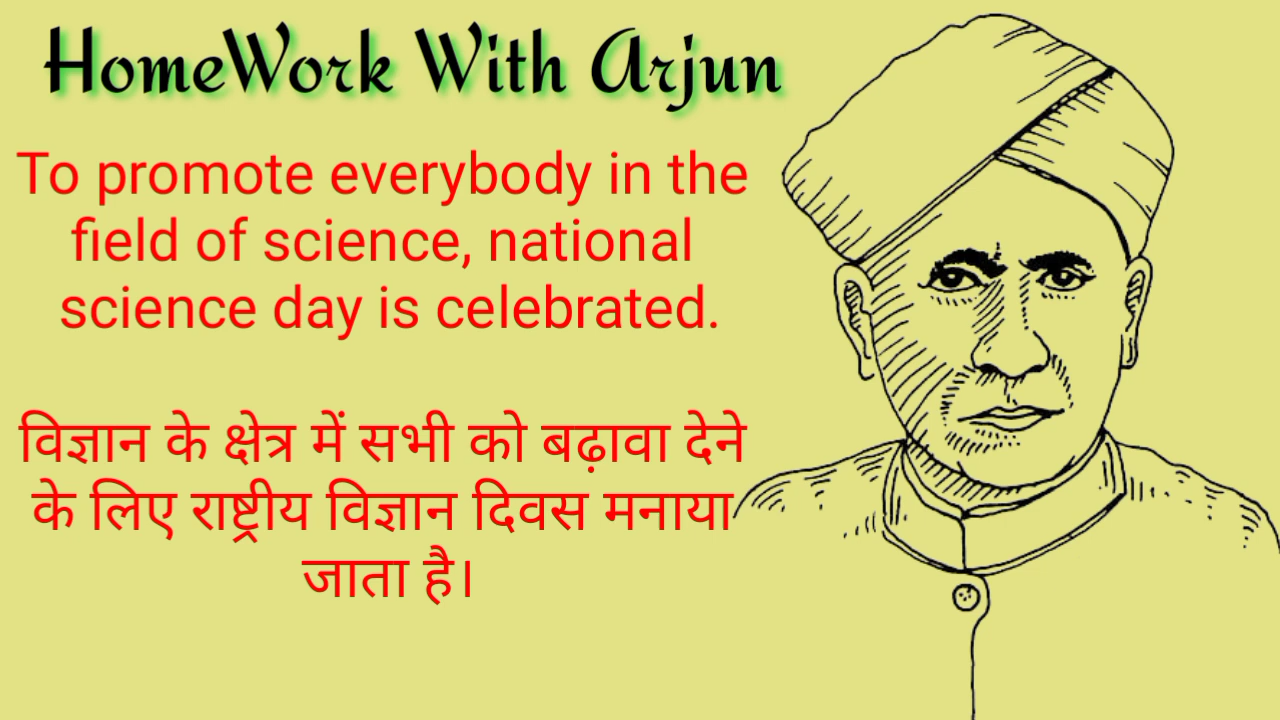 HomeWork With Arjun
To promote everybody in the
field of science, national
science day is celebrated.
विज्ञान के क्षेत्र में सभी को बढ़ावा देने
के लिए राष्ट्रीय विज्ञान दिवस मनाया
जाता है।